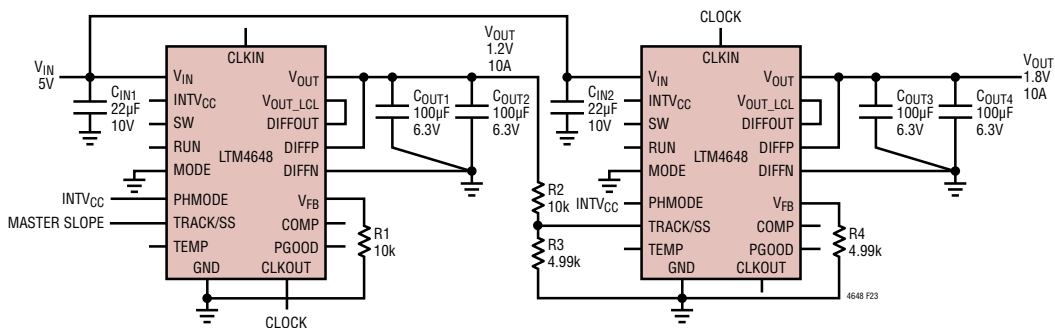 CLOCK
V_OUT
1.2V
10A
V_IN
5V
C_IN1
22µF
10V
CLKIN
V_IN
INTV_CC
SW
RUN
MODE
PHMODE
TRACK/SS
TEMP
GND
LTM4648
V_OUT
V_OUT_LCL
DIFFOUT
DIFFP
DIFFN
V_FB
COMP
PGOOD
CLKOUT
INTV_CC
MASTER SLOPE
C_OUT1
100µF
6.3V
C_OUT2
100µF
6.3V
R1
10k
CLOCK
R2
10k
R3
4.99k
C_IN2
22µF
10V
CLKIN
V_IN
INTV_CC
SW
RUN
MODE
PHMODE
TRACK/SS
TEMP
GND
LTM4648
V_OUT
V_OUT_LCL
DIFFOUT
DIFFP
DIFFN
V_FB
COMP
PGOOD
CLKOUT
INTV_CC
C_OUT3
100µF
6.3V
C_OUT4
100µF
6.3V
V_OUT
1.8V
10A
R4
4.99k
4648 F23